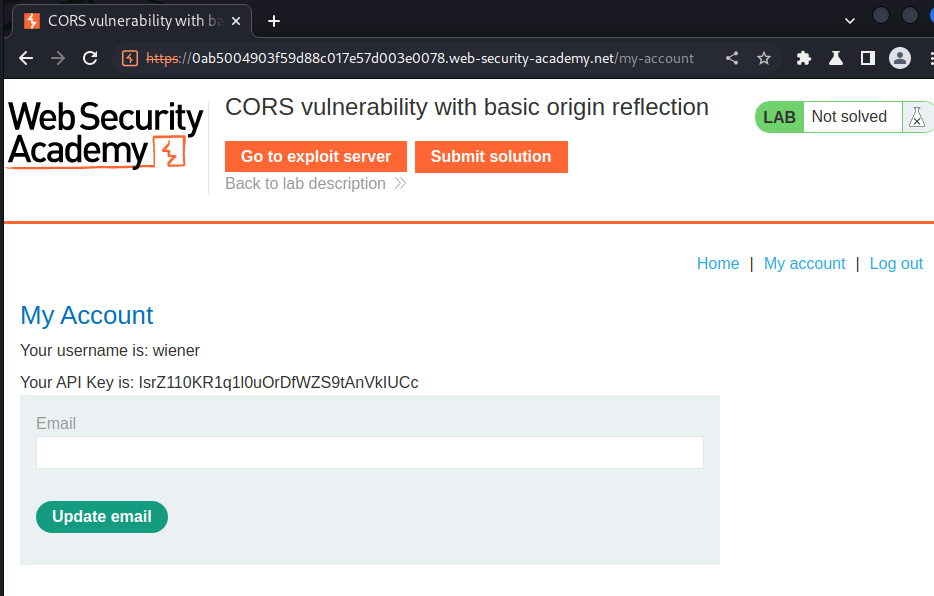 CORS vulnerability with ba
https://0ab5004903f59d88c017e57d003e0078.web-security-academy.net/my-account
WebSecurity
Academy
CORS vulnerability with basic origin reflection
LAB Not solved
Go to exploit server Submit solution
Back to lab description
Home | My account | Log out
My Account
Your username is: wiener
Your API Key is: IsrZ110KR1q1l0uOrDfWZS9tAnVkIUCc
Email
Update email